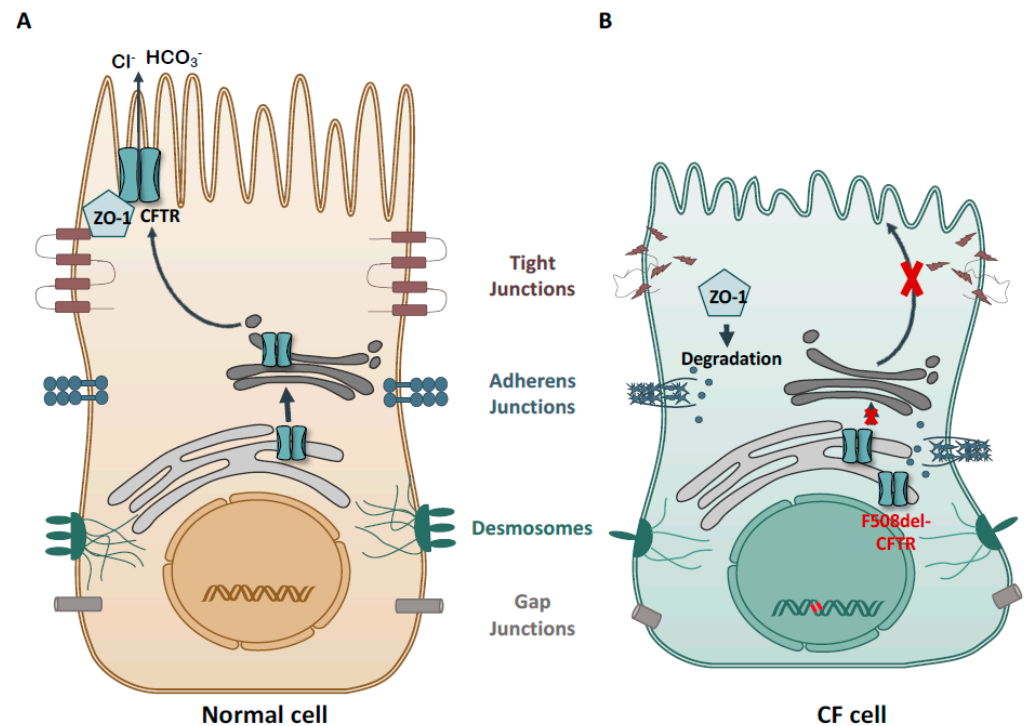 A
B
Cl- HCO₃-
ZO-1 CFTR
Tight
Junctions
ZO-1
Degradation
Adherens
Junctions
Desmosomes
F508del-
CFTR
Gap
Junctions
Normal cell
CF cell